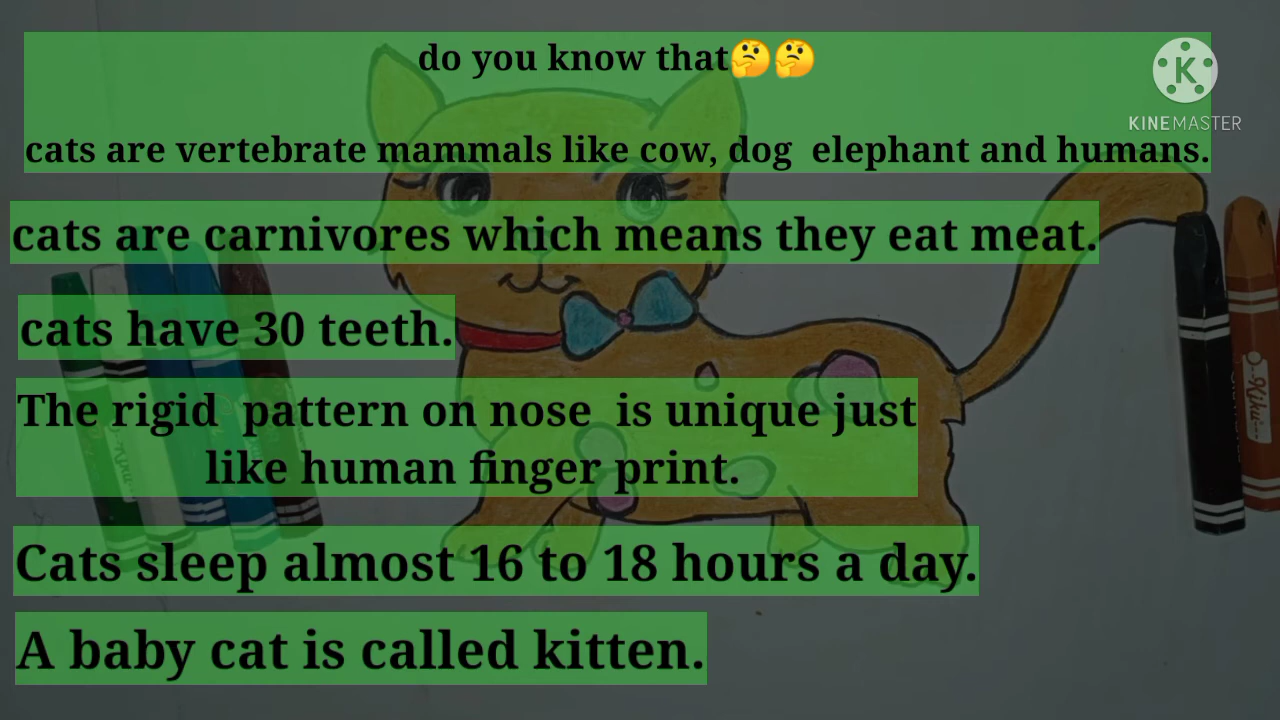 do you know that🤔🤔
cats are vertebrate mammals like cow, dog  elephant and humans.
cats are carnivores which means they eat meat.
cats have 30 teeth.
The rigid  pattern on nose  is unique just
like human finger print.
Cats sleep almost 16 to 18 hours a day.
A baby cat is called kitten.
K
KINEMASTER
Kiku